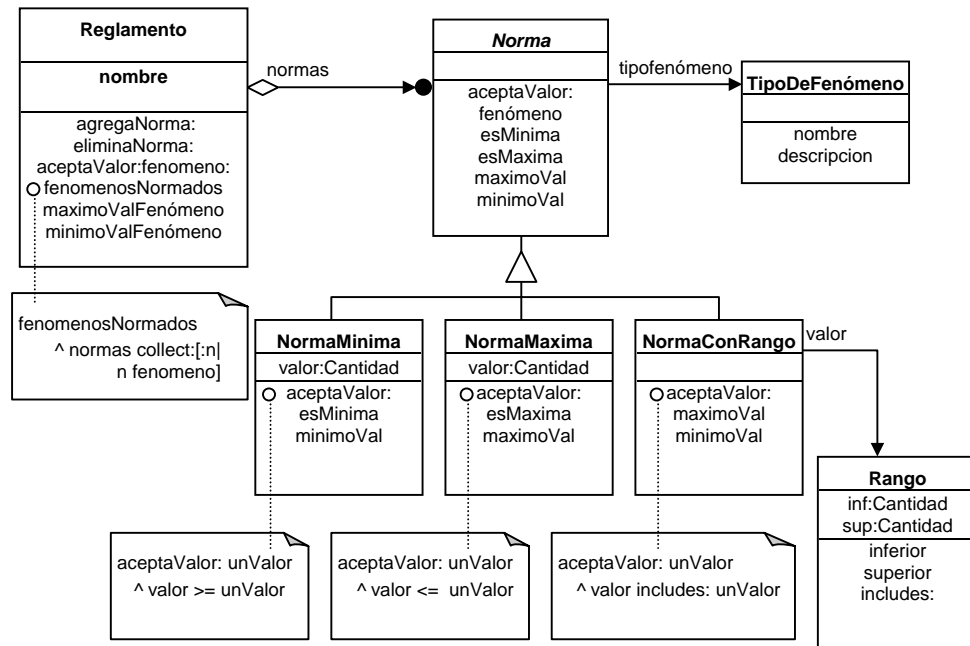 Reglamento
nombre
agregaNorma:
eliminaNorma:
aceptaValor:fenomeno:
fenomenosNormados
maximoValFenómeno
minimoValFenómeno
normas
Norma
aceptaValor:
fenómeno
esMinima
esMaxima
maximoVal
minimoVal
tipofenómeno
TipoDeFenómeno
nombre
descripcion
fenomenosNormados
^ normas collect:[:n|
n fenomeno]
NormaMinima
valor:Cantidad
aceptaValor:
esMinima
minimoVal
NormaMaxima
valor:Cantidad
aceptaValor:
esMaxima
maximoVal
NormaConRango
aceptaValor:
maximoVal
minimoVal
valor
Rango
inf:Cantidad
sup:Cantidad
inferior
superior
includes:
aceptaValor: unValor
^ valor >= unValor
aceptaValor: unValor
^ valor <= unValor
aceptaValor: unValor
^ valor includes: unValor